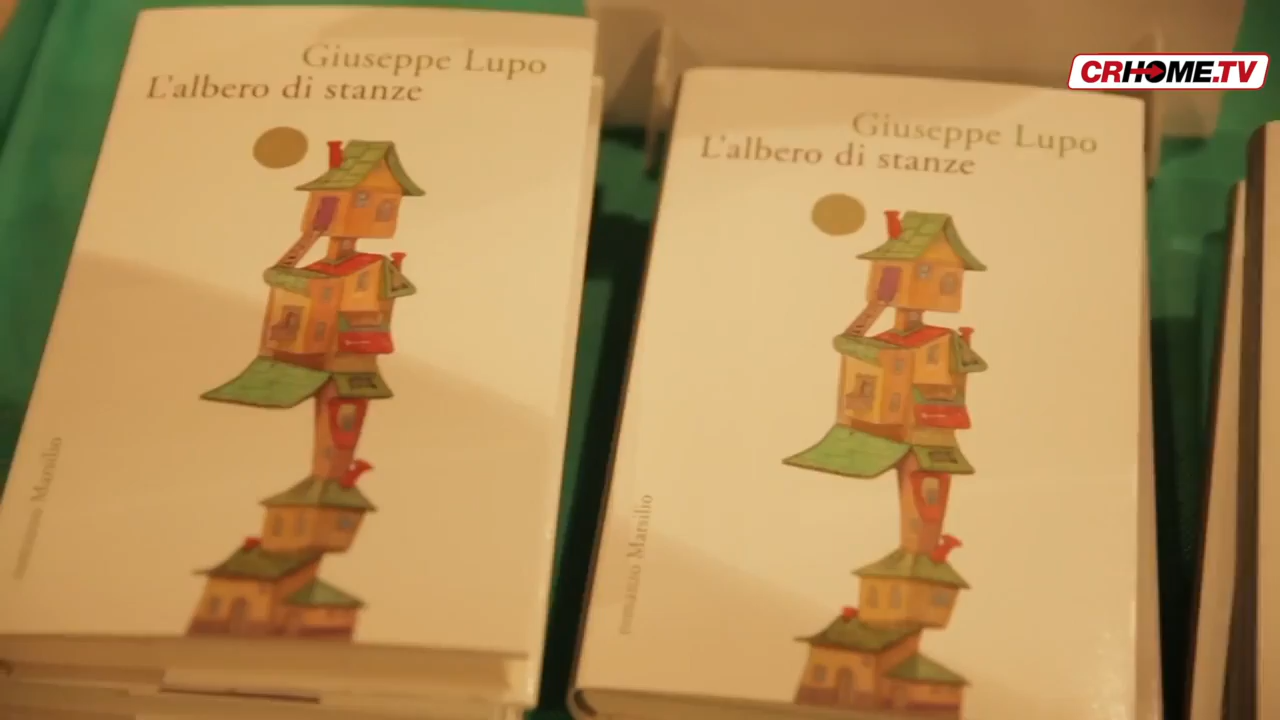 Giuseppe Lupo
L'albero di stanze
romanzo Marsilio
Giuseppe Lupo
L'albero di stanze
romanzo Marsilio
CRHOME.TV